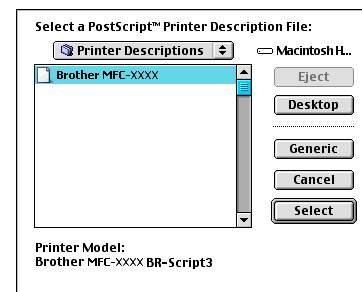 Select a PostScript™ Printer Description File:
Printer Descriptions
Macintosh H...
Brother MFC-XXXX
Eject
Desktop
Generic
Cancel
Select
Printer Model:
Brother MFC-XXXX BR-Script3